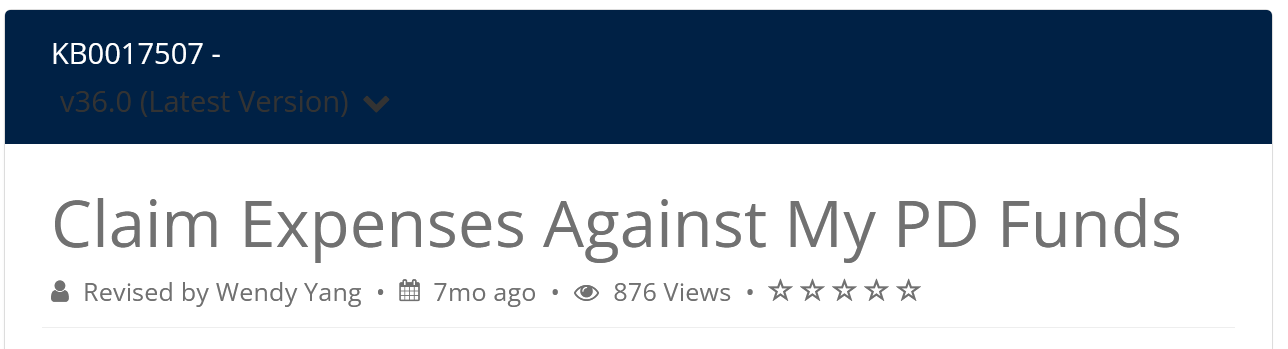 KB0017507 -
v36.0 (Latest Version)
Claim Expenses Against My PD Funds
Revised by Wendy Yang • 7mo ago • 876 Views •